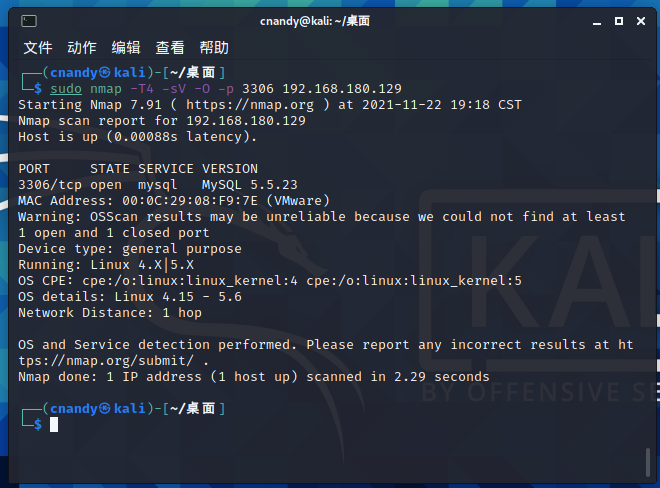 cnandy@kali: ~/桌面
文件 动作 编辑 查看 帮助
┌──(cnandy㉿kali)-[~/桌面]
└─$ sudo nmap -T4 -sV -O -p 3306 192.168.180.129
Starting Nmap 7.91 ( https://nmap.org ) at 2021-11-22 19:18 CST
Nmap scan report for 192.168.180.129
Host is up (0.00088s latency).
PORT     STATE SERVICE VERSION
3306/tcp open  mysql   MySQL 5.5.23
MAC Address: 00:0C:29:08:F9:7E (VMware)
Warning: OSScan results may be unreliable because we could not find at least
1 open and 1 closed port
Device type: general purpose
Running: Linux 4.X|5.X
OS CPE: cpe:/o:linux:linux_kernel:4 cpe:/o:linux:linux_kernel:5
OS details: Linux 4.15 - 5.6
Network Distance: 1 hop
OS and Service detection performed. Please report any incorrect results at ht
tps://nmap.org/submit/ .
Nmap done: 1 IP address (1 host up) scanned in 2.29 seconds
┌──(cnandy㉿kali)-[~/桌面]
└─$
KAL
BY OFFENSIVE SE